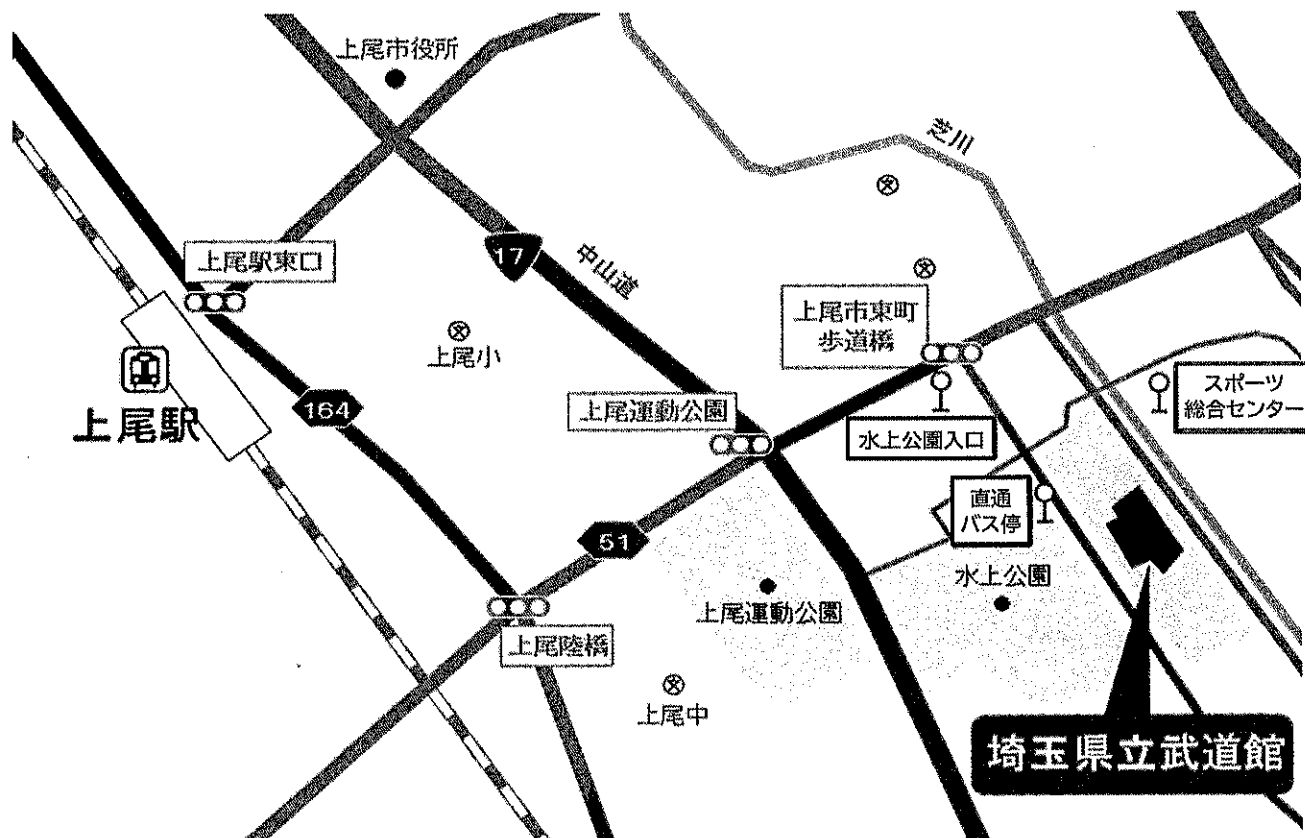 上尾市役所
芝川
17
中山道
上尾駅東口
上尾市東町
歩道橋
上尾小
上尾駅
164
上尾運動公園
水上公園入口
スポーツ
総合センター
直通
バス停
51
水上公園
上尾運動公園
上尾陸橋
上尾中
埼玉県立武道館